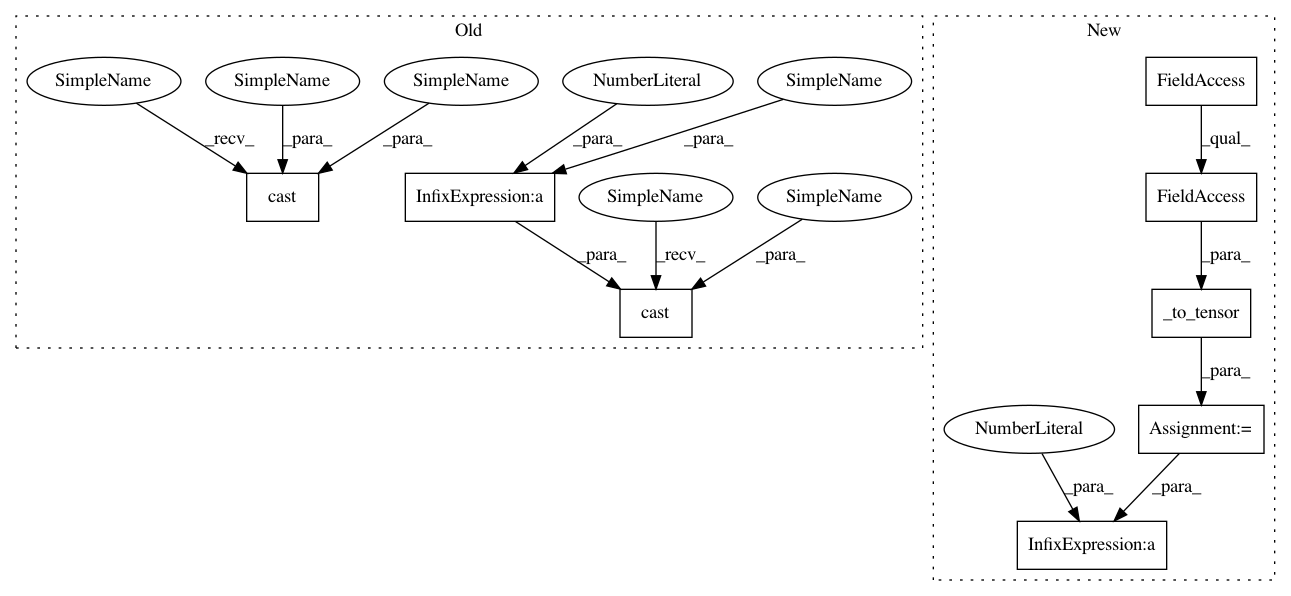 Old
New
SimpleName
SimpleName
SimpleName
NumberLiteral
SimpleName
FieldAccess
_recv_
_para_
_para_
_para_
_para_
_qual_
cast
InfixExpression:a
SimpleName
SimpleName
FieldAccess
_para_
_recv_
_para_
_para_
cast
_to_tensor
_para_
NumberLiteral
Assignment:=
_para_
_para_
InfixExpression:a